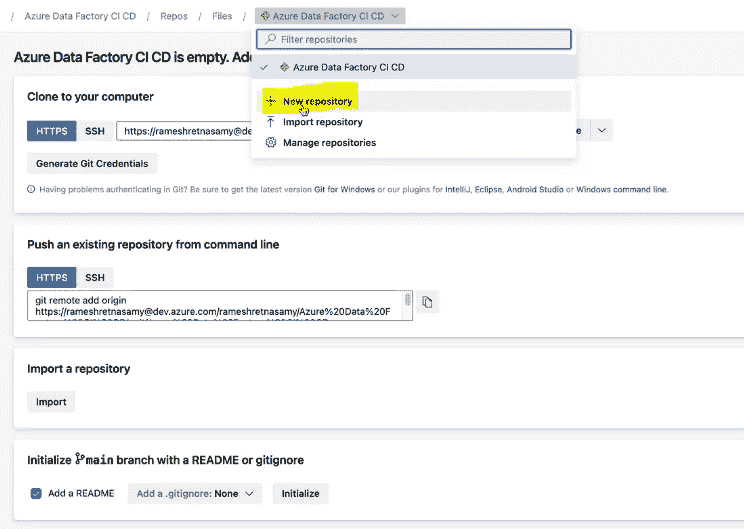 / Azure Data Factory CI CD / Repos / Files / Azure Data Factory CI CD
Filter repositories
Azure Data Factory CI CD is empty. Add
Azure Data Factory CI CD
Clone to your computer
New repository
HTTPS SSH https://rameshretnasamy@de
Import repository
Manage repositories
Generate Git Credentials
Having problems authenticating in Git? Be sure to get the latest version Git for Windows or our plugins for IntelliJ, Eclipse, Android Studio or Windows command line.
Push an existing repository from command line
HTTPS SSH
git remote add origin
https://rameshretnasamy@dev.azure.com/rameshretnasamy/Azure%20Data%20F
Import a repository
Import
Initialize main branch with a README or gitignore
Add a README Add a .gitignore: None Initialize